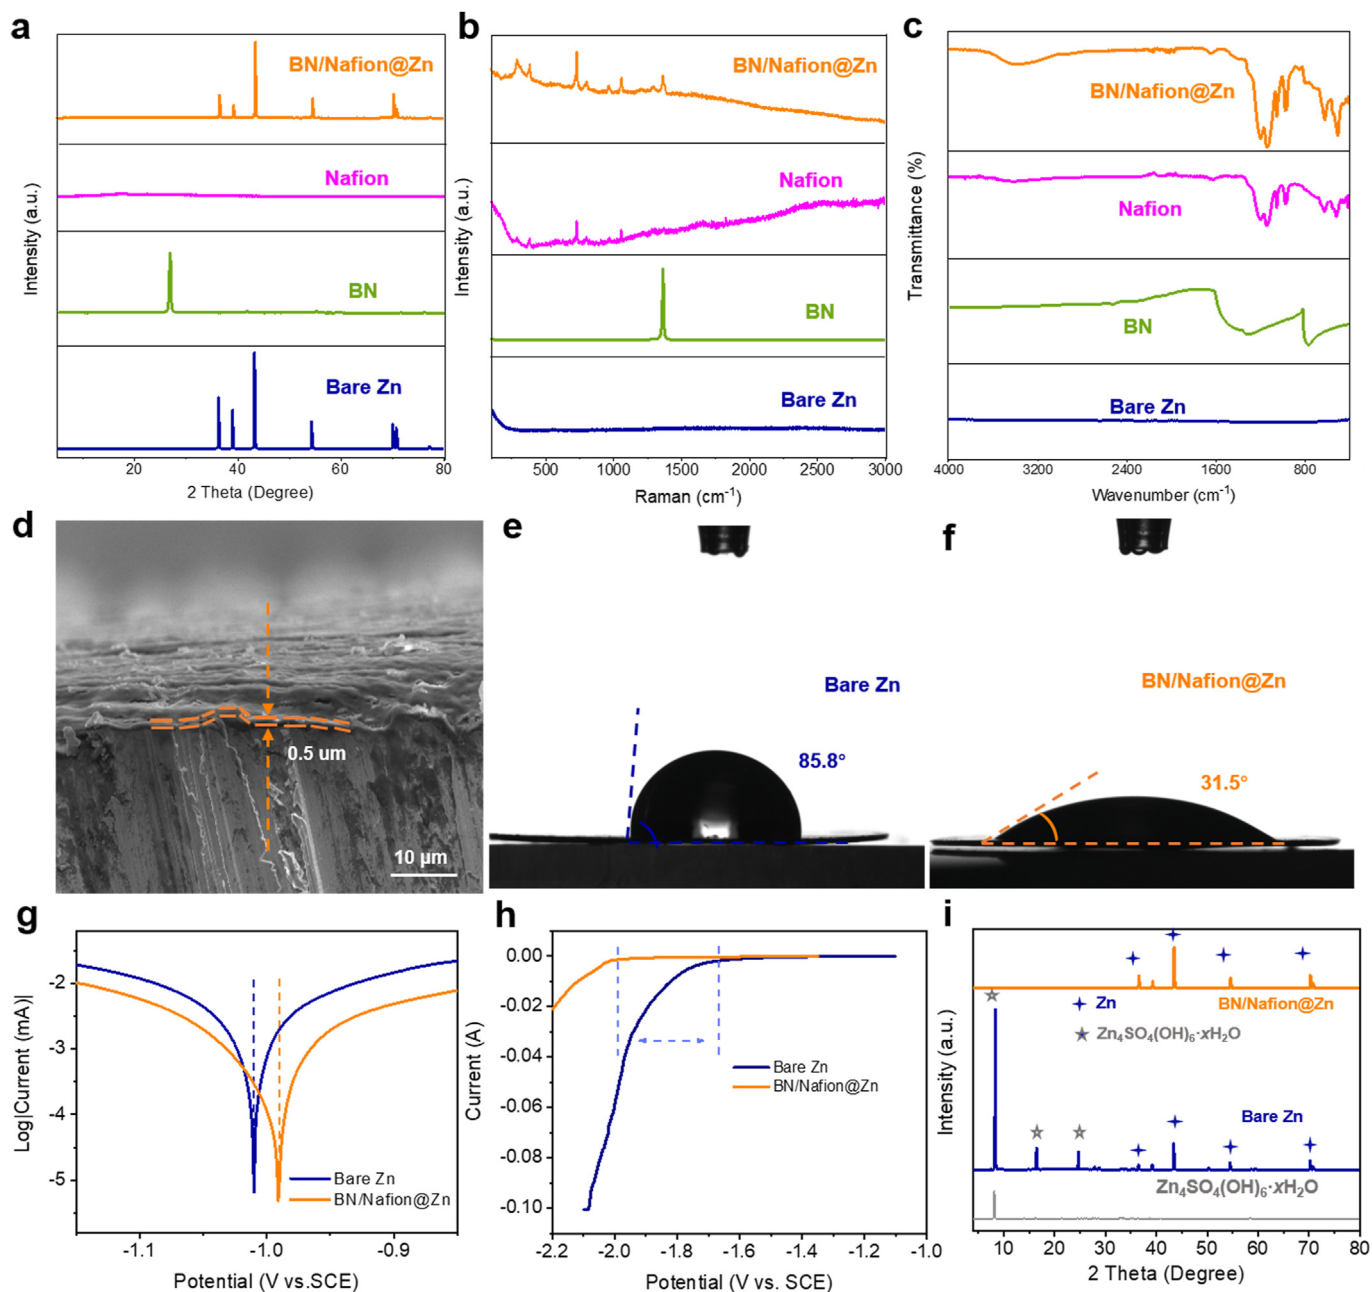 a
BN/Nafion@Zn
Nafion
BN
Bare Zn
Intensity (a.u.)
20
40
60
80
2 Theta (Degree)
b
BN/Nafion@Zn
Nafion
BN
Bare Zn
Intensity (a.u.)
500
1000
1500
2000
2500
3000
Raman (cm⁻¹)
c
BN/Nafion@Zn
Nafion
BN
Bare Zn
Transmittance (%)
4000
3200
2400
1600
800
Wavenumber (cm⁻¹)
d
0.5 um
10 μm
e
Bare Zn
85.8°
f
BN/Nafion@Zn
31.5°
g
-2
-3
-4
-5
Log|Current (mA)|
Bare Zn
BN/Nafion@Zn
-1.1
-1.0
-0.9
Potential (V vs.SCE)
h
0.00
-0.02
-0.04
-0.06
-0.08
-0.10
Current (A)
Bare Zn
BN/Nafion@Zn
-2.2
-2.0
-1.8
-1.6
-1.4
-1.2
-1.0
Potential (V vs. SCE)
i
Zn
BN/Nafion@Zn
Zn₄SO₄(OH)₆·xH₂O
Bare Zn
Zn₄SO₄(OH)₆·xH₂O
Intensity (a.u.)
10
20
30
40
50
60
70
80
2 Theta (Degree)